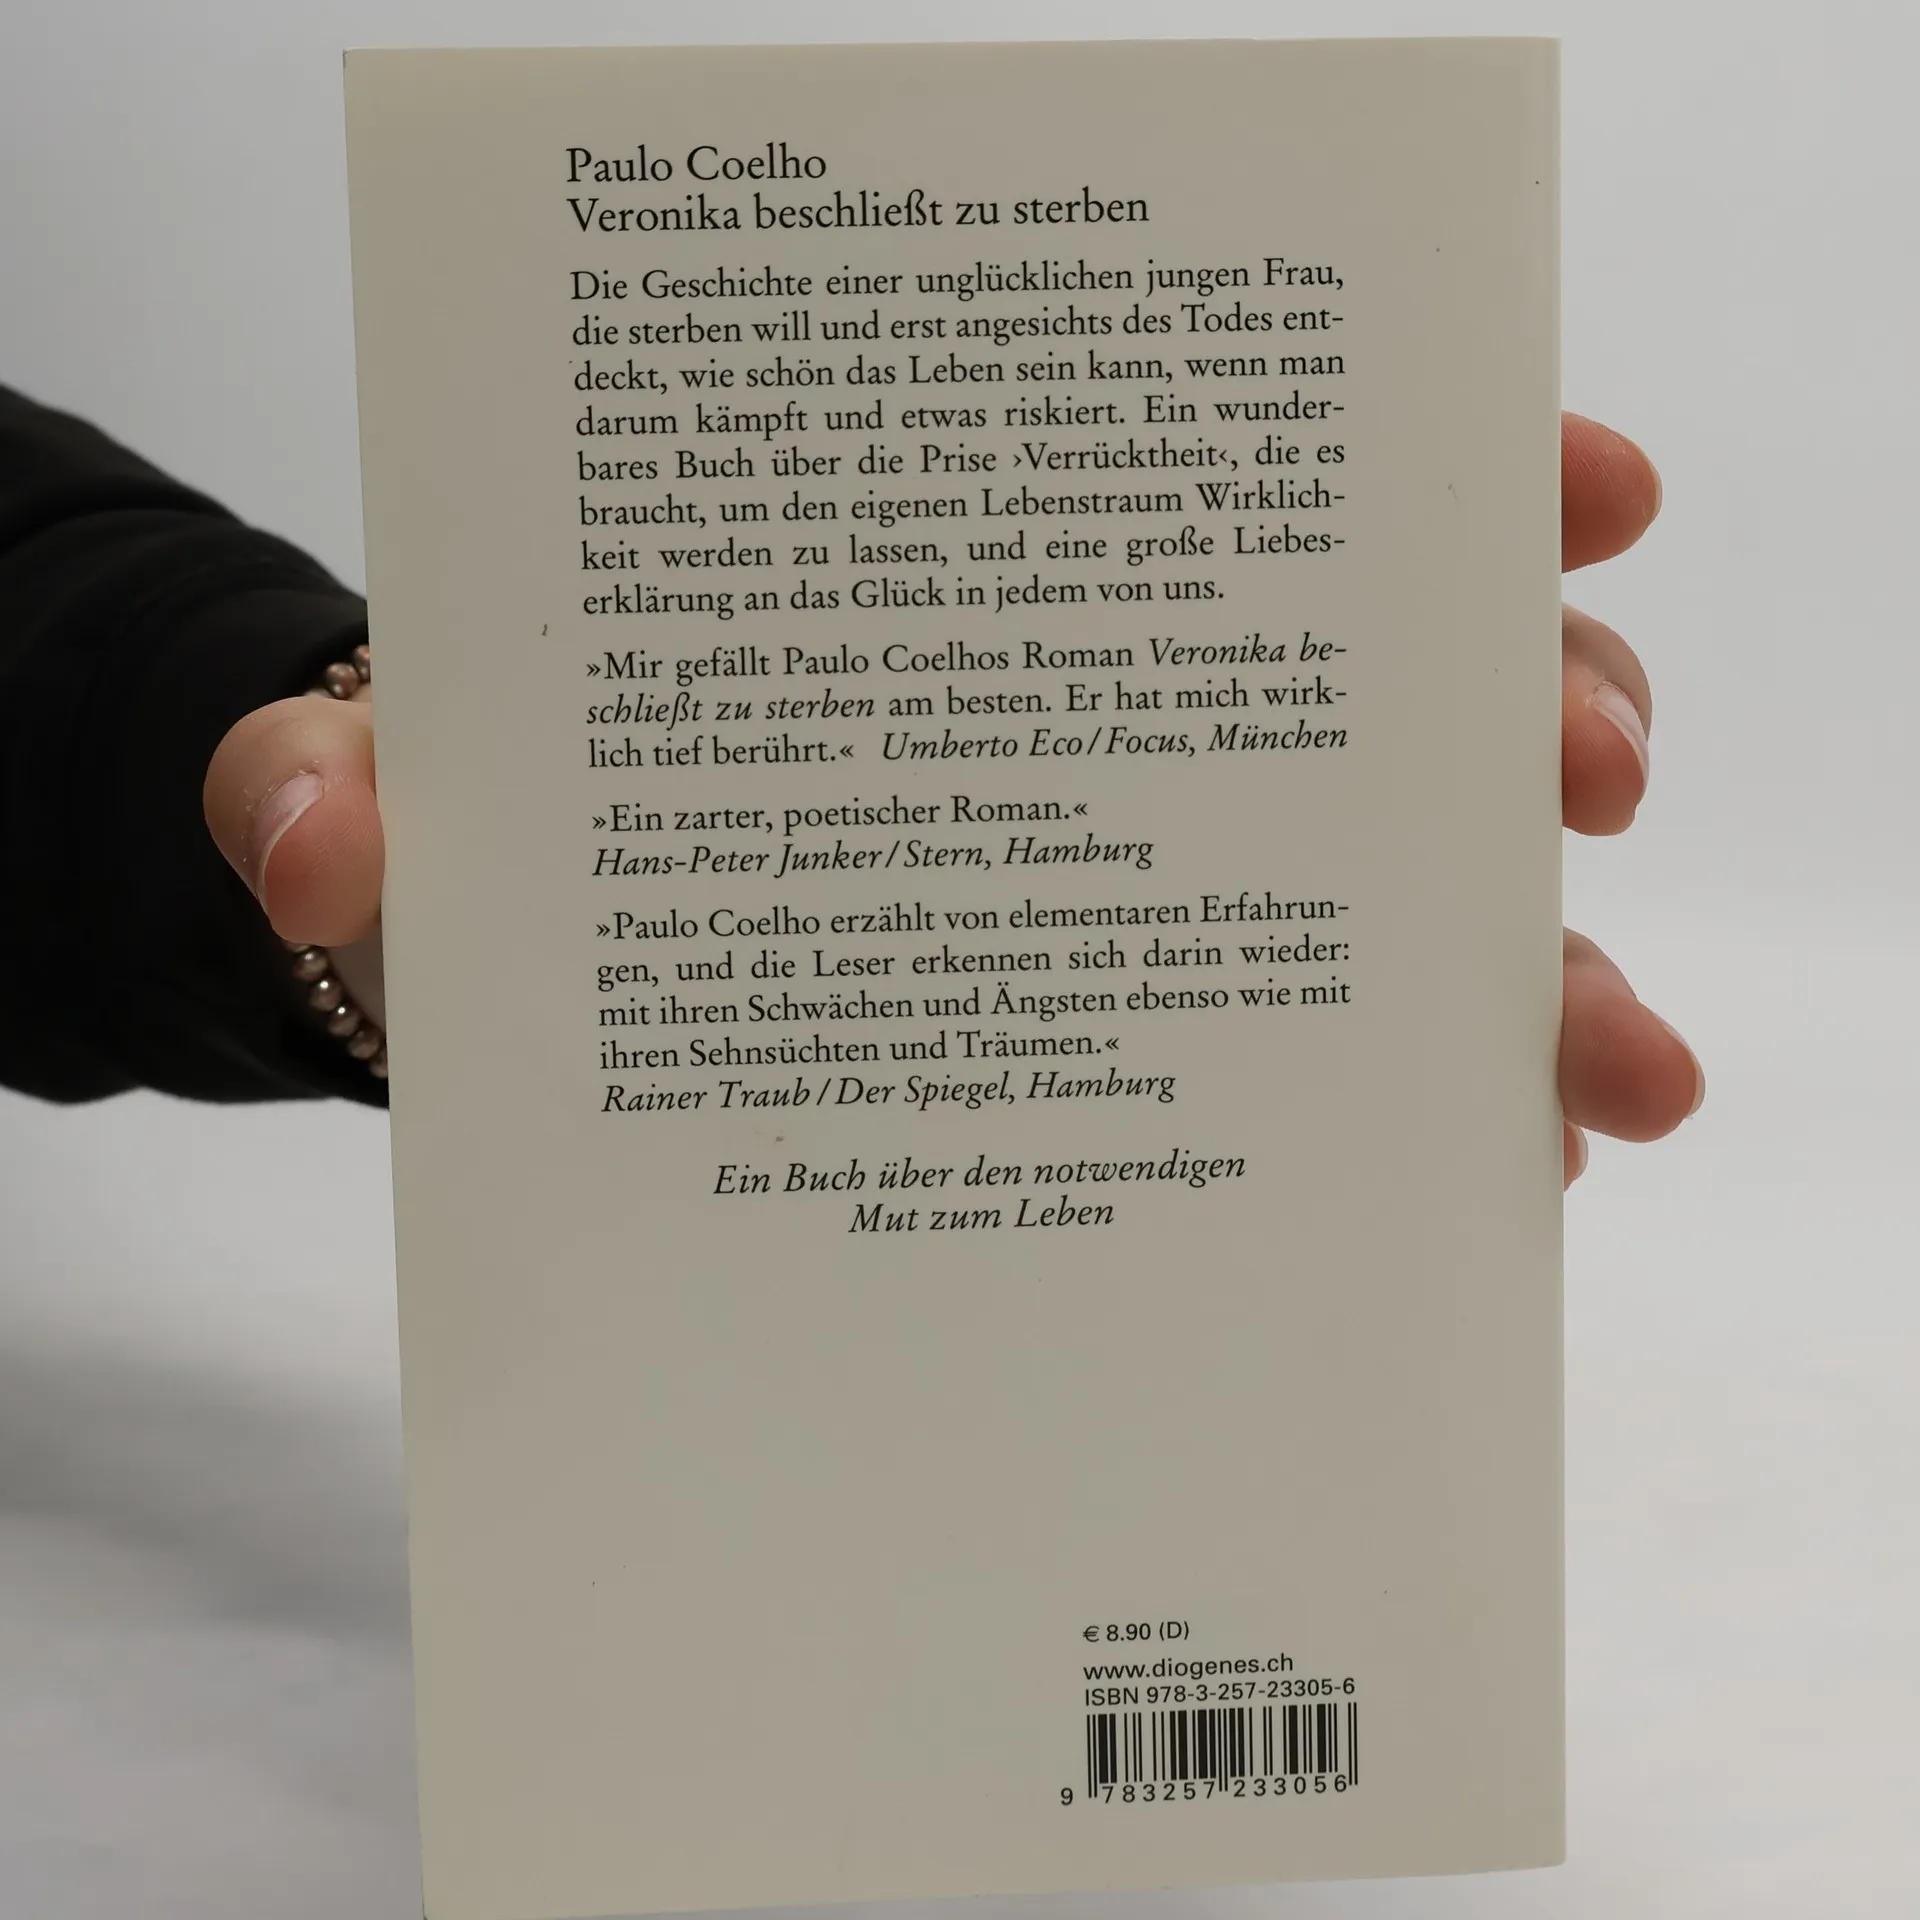 Paulo Coelho
Veronika beschließt zu sterben
Die Geschichte einer unglücklichen jungen Frau,
die sterben will und erst angesichts des Todes ent-
deckt, wie schön das Leben sein kann, wenn man
darum kämpft und etwas riskiert. Ein wunder-
bares Buch über die Prise ›Verrücktheit‹, die es
braucht, um den eigenen Lebenstraum Wirklich-
keit werden zu lassen, und eine große Liebes-
erklärung an das Glück in jedem von uns.
»Mir gefällt Paulo Coelhos Roman Veronika be-
schließt zu sterben am besten. Er hat mich wirk-
lich tief berührt.« Umberto Eco/Focus, München
»Ein zarter, poetischer Roman.«
Hans-Peter Junker/Stern, Hamburg
»Paulo Coelho erzählt von elementaren Erfahrun-
gen, und die Leser erkennen sich darin wieder:
mit ihren Schwächen und Ängsten ebenso wie mit
ihren Sehnsüchten und Träumen.«
Rainer Traub/Der Spiegel, Hamburg
Ein Buch über den notwendigen
Mut zum Leben
€ 8.90 (D)
www.diogenes.ch
ISBN 978-3-257-23305-6
9 783257 233056